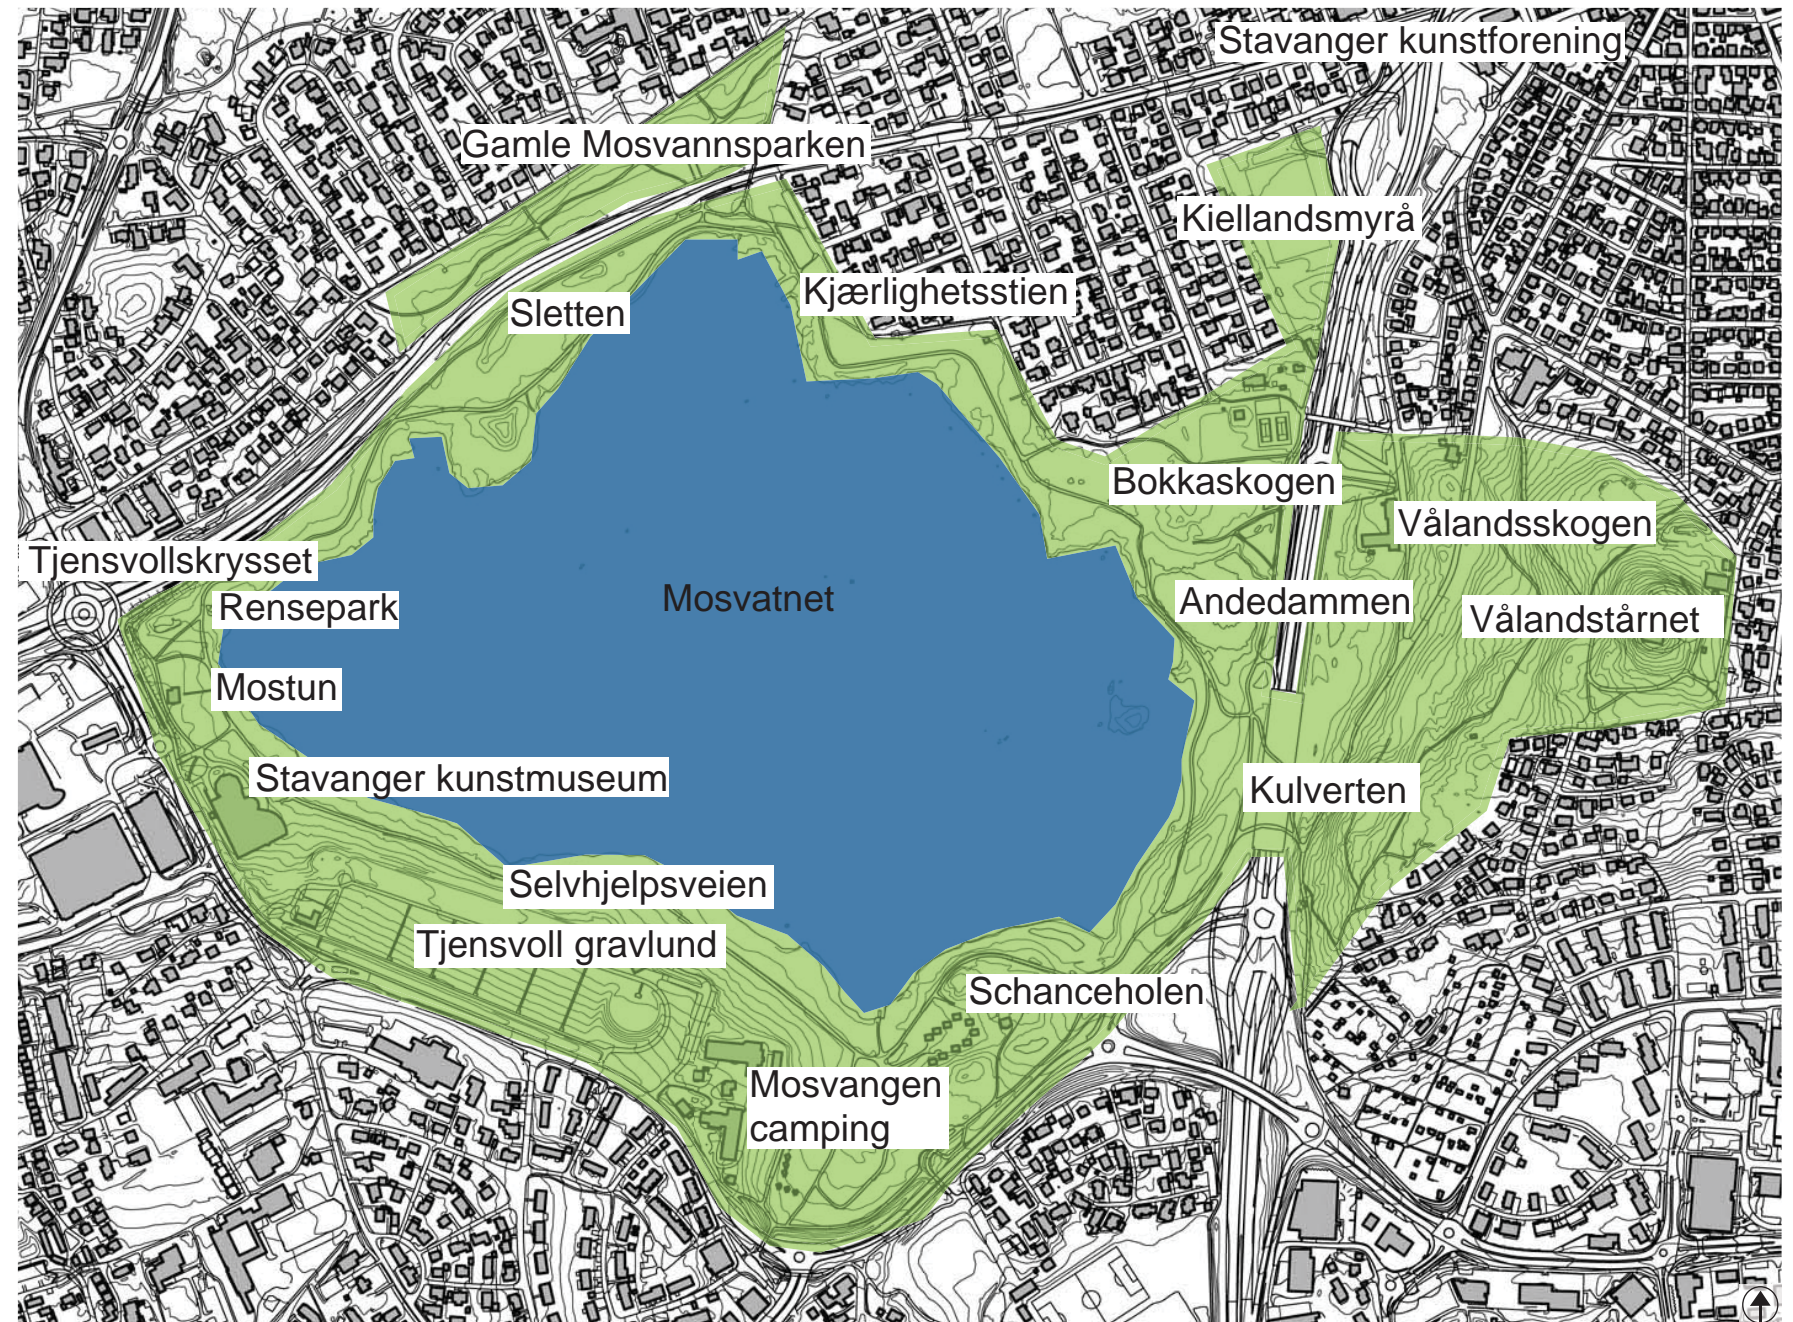 Stavanger kunstforening
Gamle Mosvannsparken
Kiellandsmyrå
Kjærlighetsstien
Sletten
Bokkaskogen
Vålandsskogen
Tjensvollskrysset
Rensepark
Mosvatnet
Andedammen
Vålandstårnet
Mostun
Stavanger kunstmuseum
Kulverten
Selvhjelpsveien
Tjensvoll gravlund
Schanceholen
Mosvangen
camping